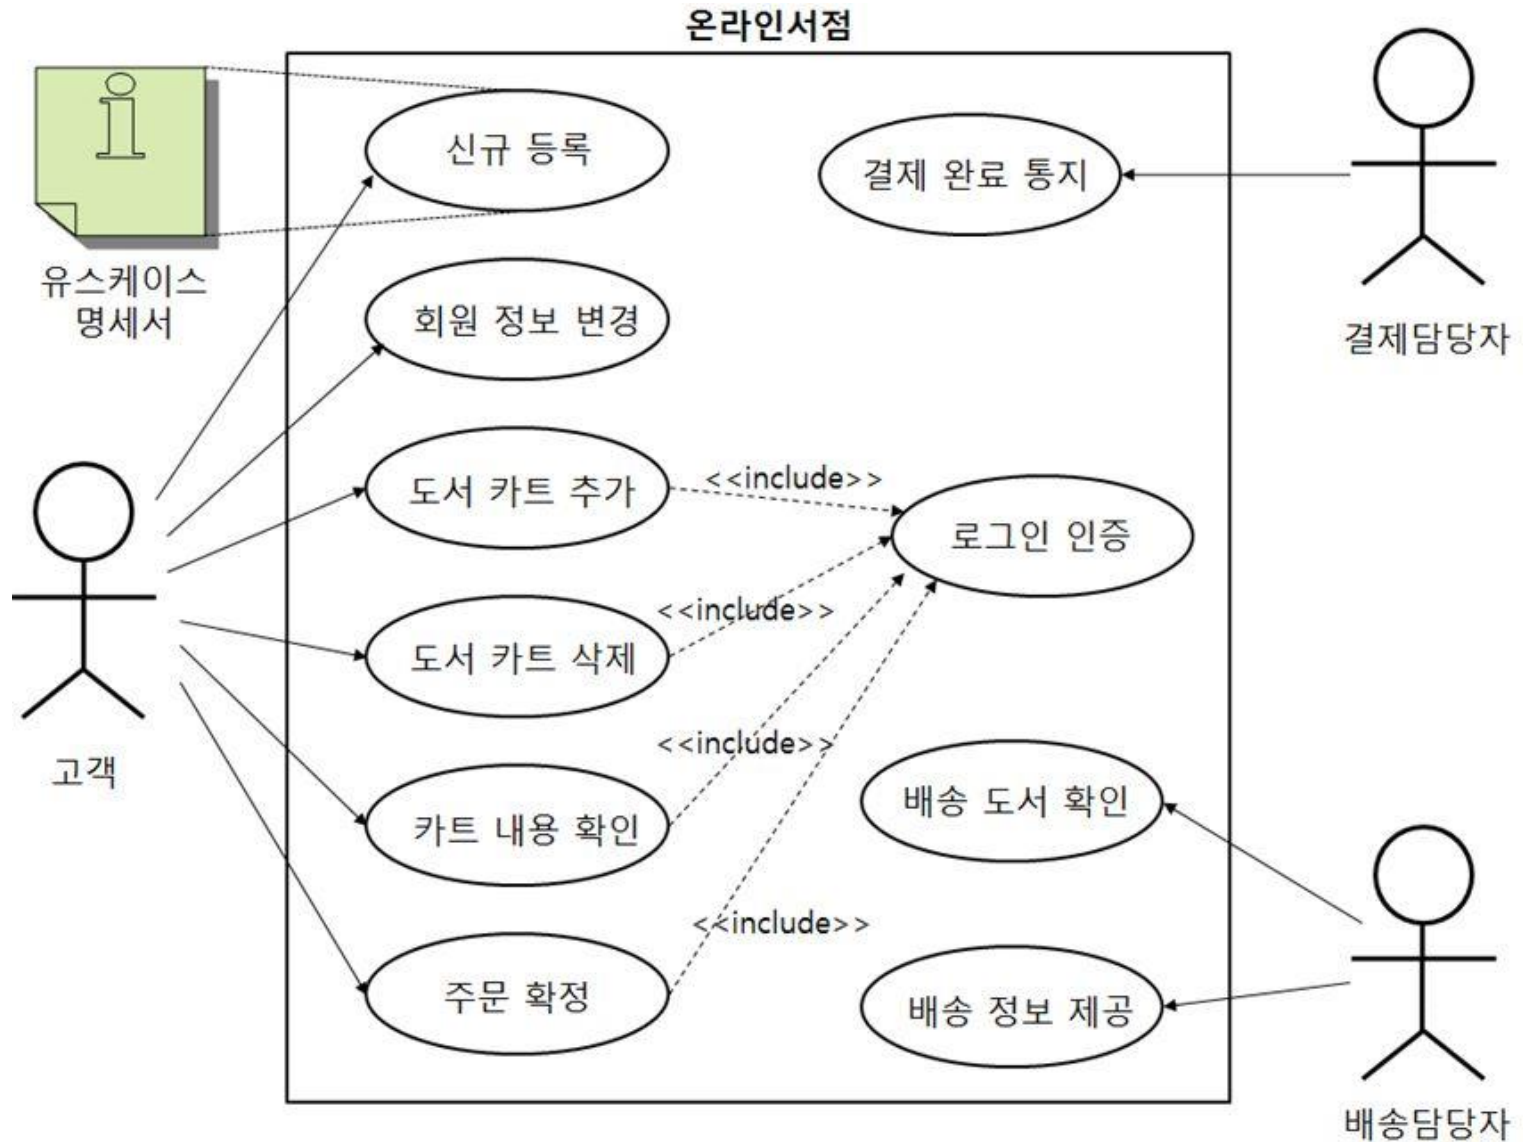 온라인서점
신규 등록
결제 완료 통지
유스케이스
명세서
회원 정보 변경
결제담당자
도서 카트 추가
<<include>>
로그인 인증
<<include>>
도서 카트 삭제
<<include>>
고객
카트 내용 확인
배송 도서 확인
<<include>>
주문 확정
배송 정보 제공
배송담당자